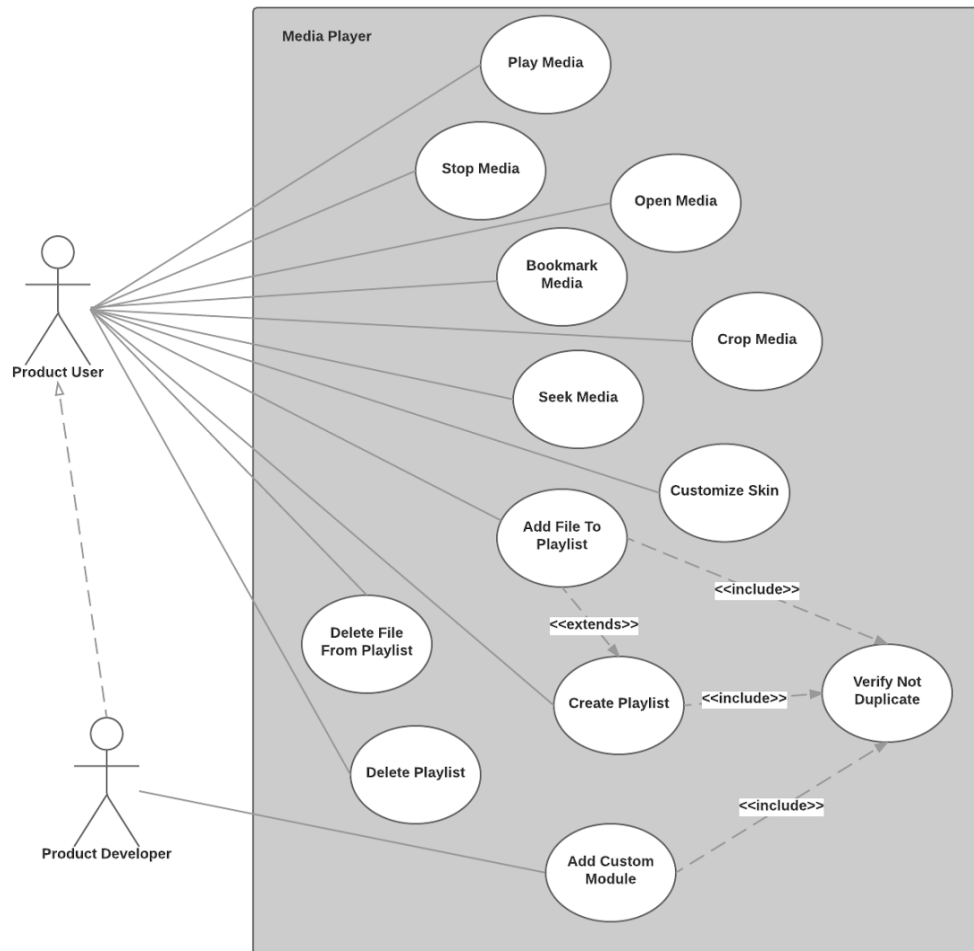 Media Player
Play Media
Stop Media
Open Media
Bookmark
Media
Crop Media
Product User
Seek Media
Customize Skin
Add File To
Playlist
<<include>>
<<extends>>
Delete File
From Playlist
Create Playlist
<<include>>
Verify Not
Duplicate
Delete Playlist
<<include>>
Product Developer
Add Custom
Module